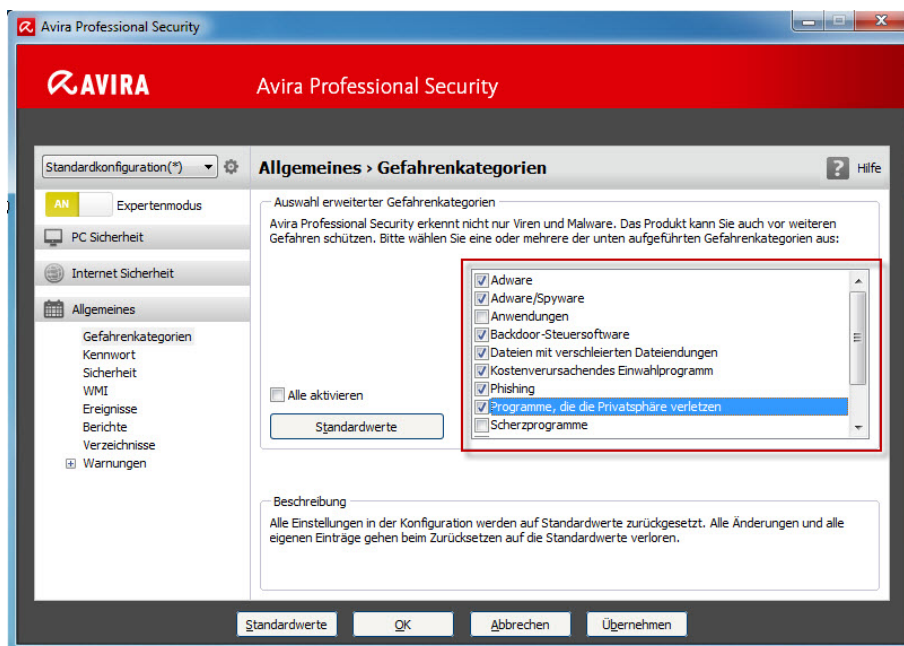 Avira Professional Security
AVIRA
Avira Professional Security
Standardkonfiguration(*)
Allgemeines › Gefahrenkategorien
Hilfe
AN
Expertenmodus
PC Sicherheit
Internet Sicherheit
Allgemeines
Gefahrenkategorien
Kennwort
Sicherheit
WMI
Ereignisse
Berichte
Verzeichnisse
Warnungen
Auswahl erweiterter Gefahrenkategorien
Avira Professional Security erkennt nicht nur Viren und Malware. Das Produkt kann Sie auch vor weiteren
Gefahren schützen. Bitte wählen Sie eine oder mehrere der unten aufgeführten Gefahrenkategorien aus:
Adware
Adware/Spyware
Anwendungen
Backdoor-Steuersoftware
Dateien mit verschleierten Dateiendungen
Kostenverursachendes Einwahlprogramm
Phishing
Programme, die die Privatsphäre verletzen
Scherzprogramme
Alle aktivieren
Standardwerte
Beschreibung
Alle Einstellungen in der Konfiguration werden auf Standardwerte zurückgesetzt. Alle Änderungen und alle
eigenen Einträge gehen beim Zurücksetzen auf die Standardwerte verloren.
Standardwerte
OK
Abbrechen
Übernehmen